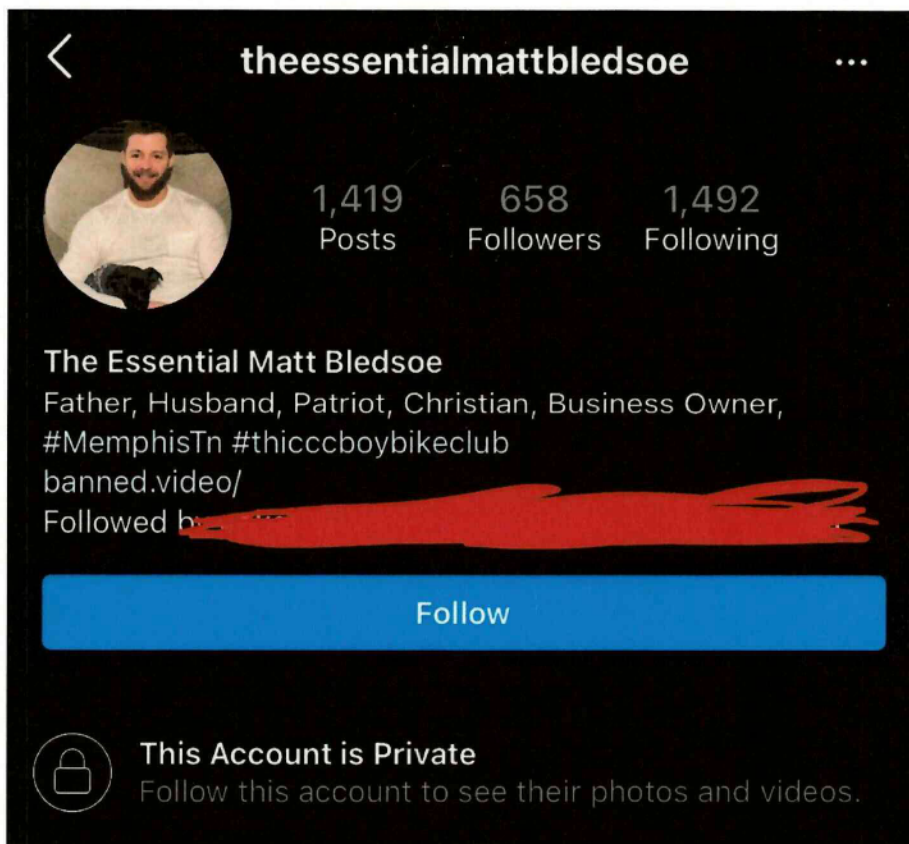 theessentialmattbledsoe
1,419 658 1,492
Posts Followers Following
The Essential Matt Bledsoe
Father, Husband, Patriot, Christian, Business Owner,
#MemphisTn #thicccboybikeclub
banned.video/
Followed
Follow
This Account is Private
Follow this account to see their photos and videos.